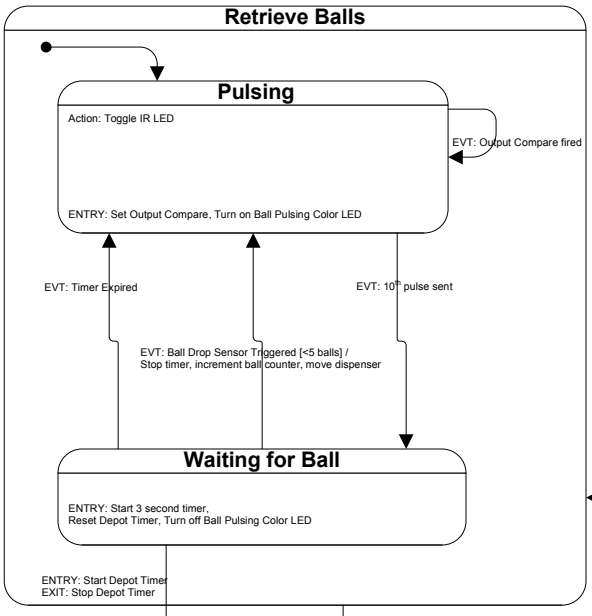 Retrieve Balls
Pulsing
Action: Toggle IR LED
EVT: Output Compare fired
ENTRY: Set Output Compare, Turn on Ball Pulsing Color LED
EVT: Timer Expired
EVT: 10th pulse sent
EVT: Ball Drop Sensor Triggered [<5 balls] /
Stop timer, increment ball counter, move dispenser
Waiting for Ball
ENTRY: Start 3 second timer,
Reset Depot Timer, Turn off Ball Pulsing Color LED
ENTRY: Start Depot Timer
EXIT: Stop Depot Timer